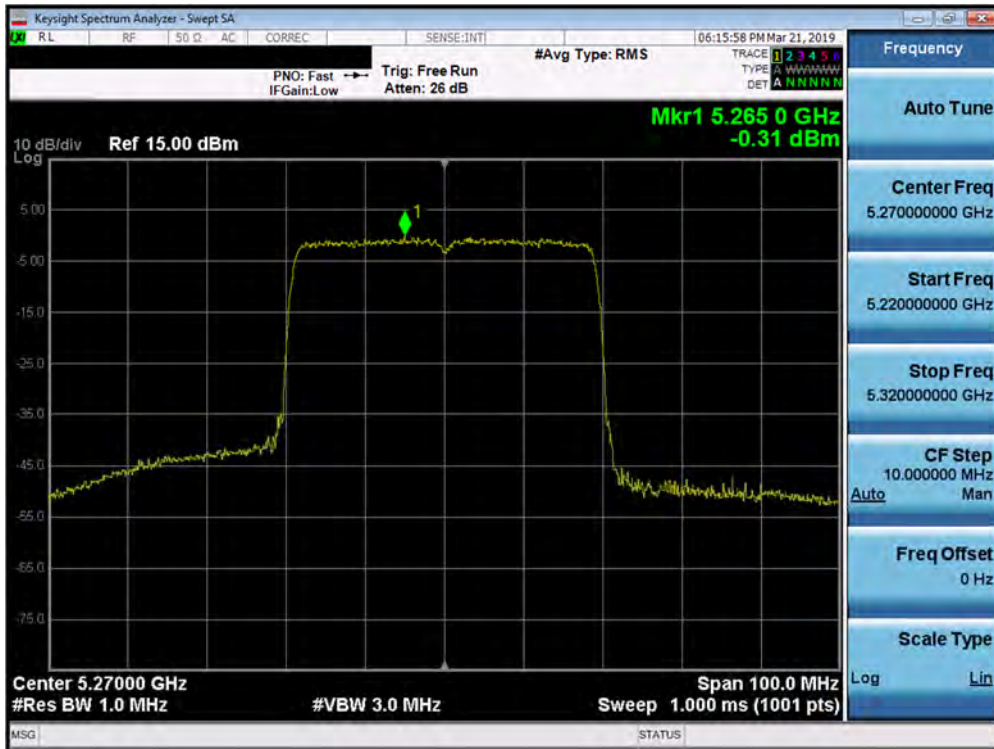 Keysight Spectrum Analyzer - Swept SA
LXI RL RF 50 Ω AC CORREC SENSE:INT 06:15:58 PM Mar 21, 2019
#Avg Type: RMS TRACE 1 2 3 4 5 6
PNO: Fast Trig: Free Run TYPE A WWWWW
IFGain:Low Atten: 26 dB DET A N N N N N
Mkr1 5.265 0 GHz
-0.31 dBm
10 dB/div Ref 15.00 dBm
Log
1
5.00
-5.00
-15.0
-25.0
-35.0
-45.0
-55.0
-65.0
-75.0
Center 5.27000 GHz Span 100.0 MHz
#Res BW 1.0 MHz #VBW 3.0 MHz Sweep 1.000 ms (1001 pts)
MSG STATUS
Frequency
Auto Tune
Center Freq
5.270000000 GHz
Start Freq
5.220000000 GHz
Stop Freq
5.320000000 GHz
CF Step
10.000000 MHz
Auto Man
Freq Offset
0 Hz
Scale Type
Log Lin